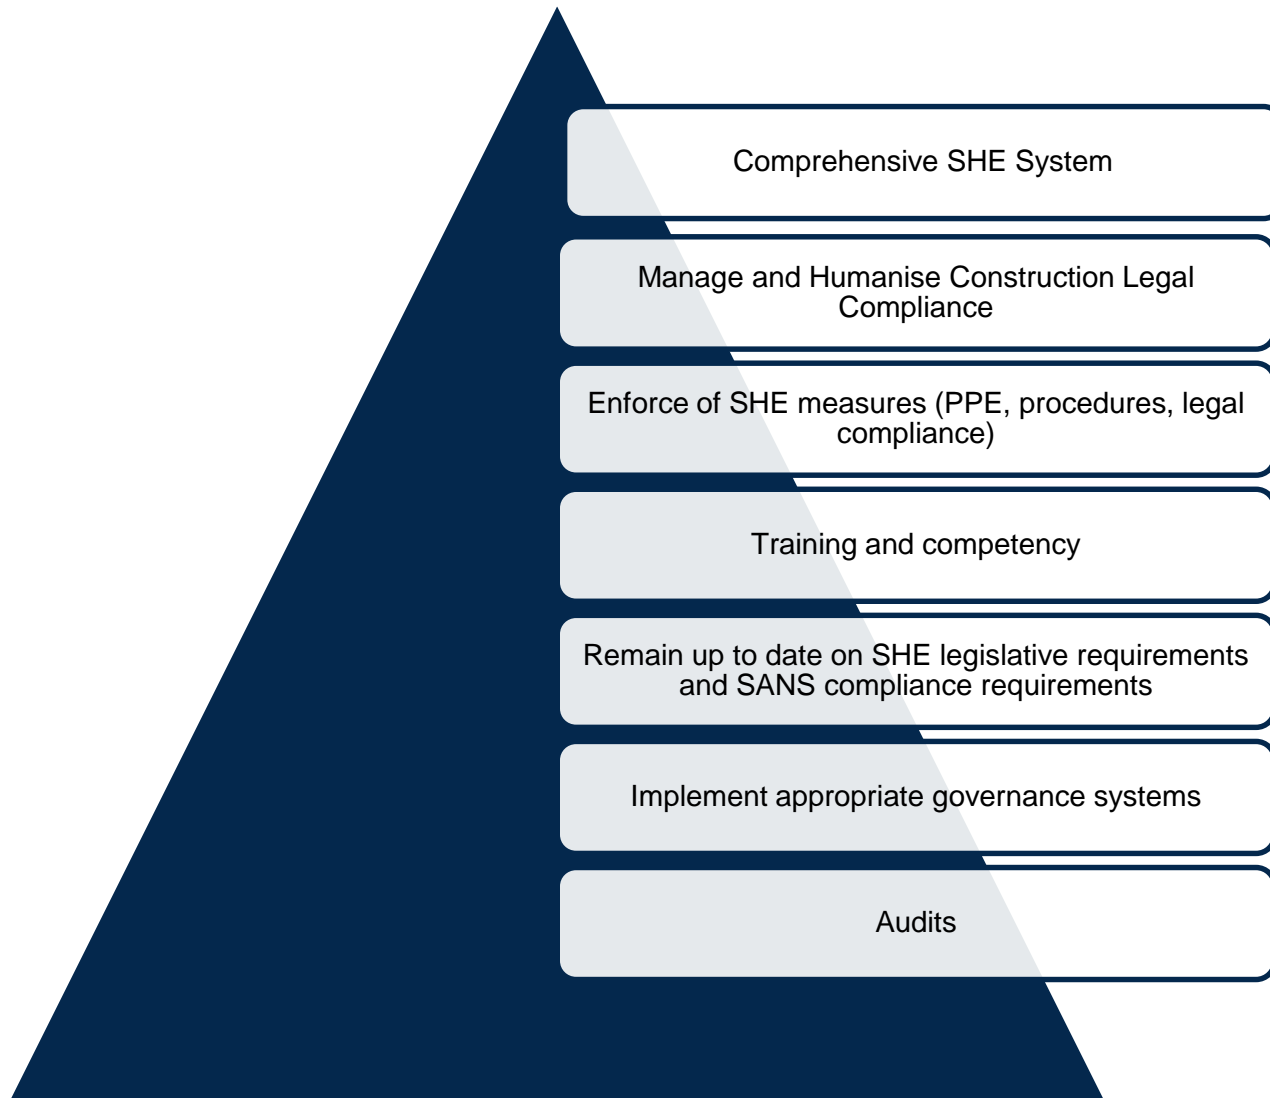 Comprehensive SHE System
Manage and Humanise Construction Legal
Compliance
Enforce of SHE measures (PPE, procedures, legal
compliance)
Training and competency
Remain up to date on SHE legislative requirements
and SANS compliance requirements
Implement appropriate governance systems
Audits